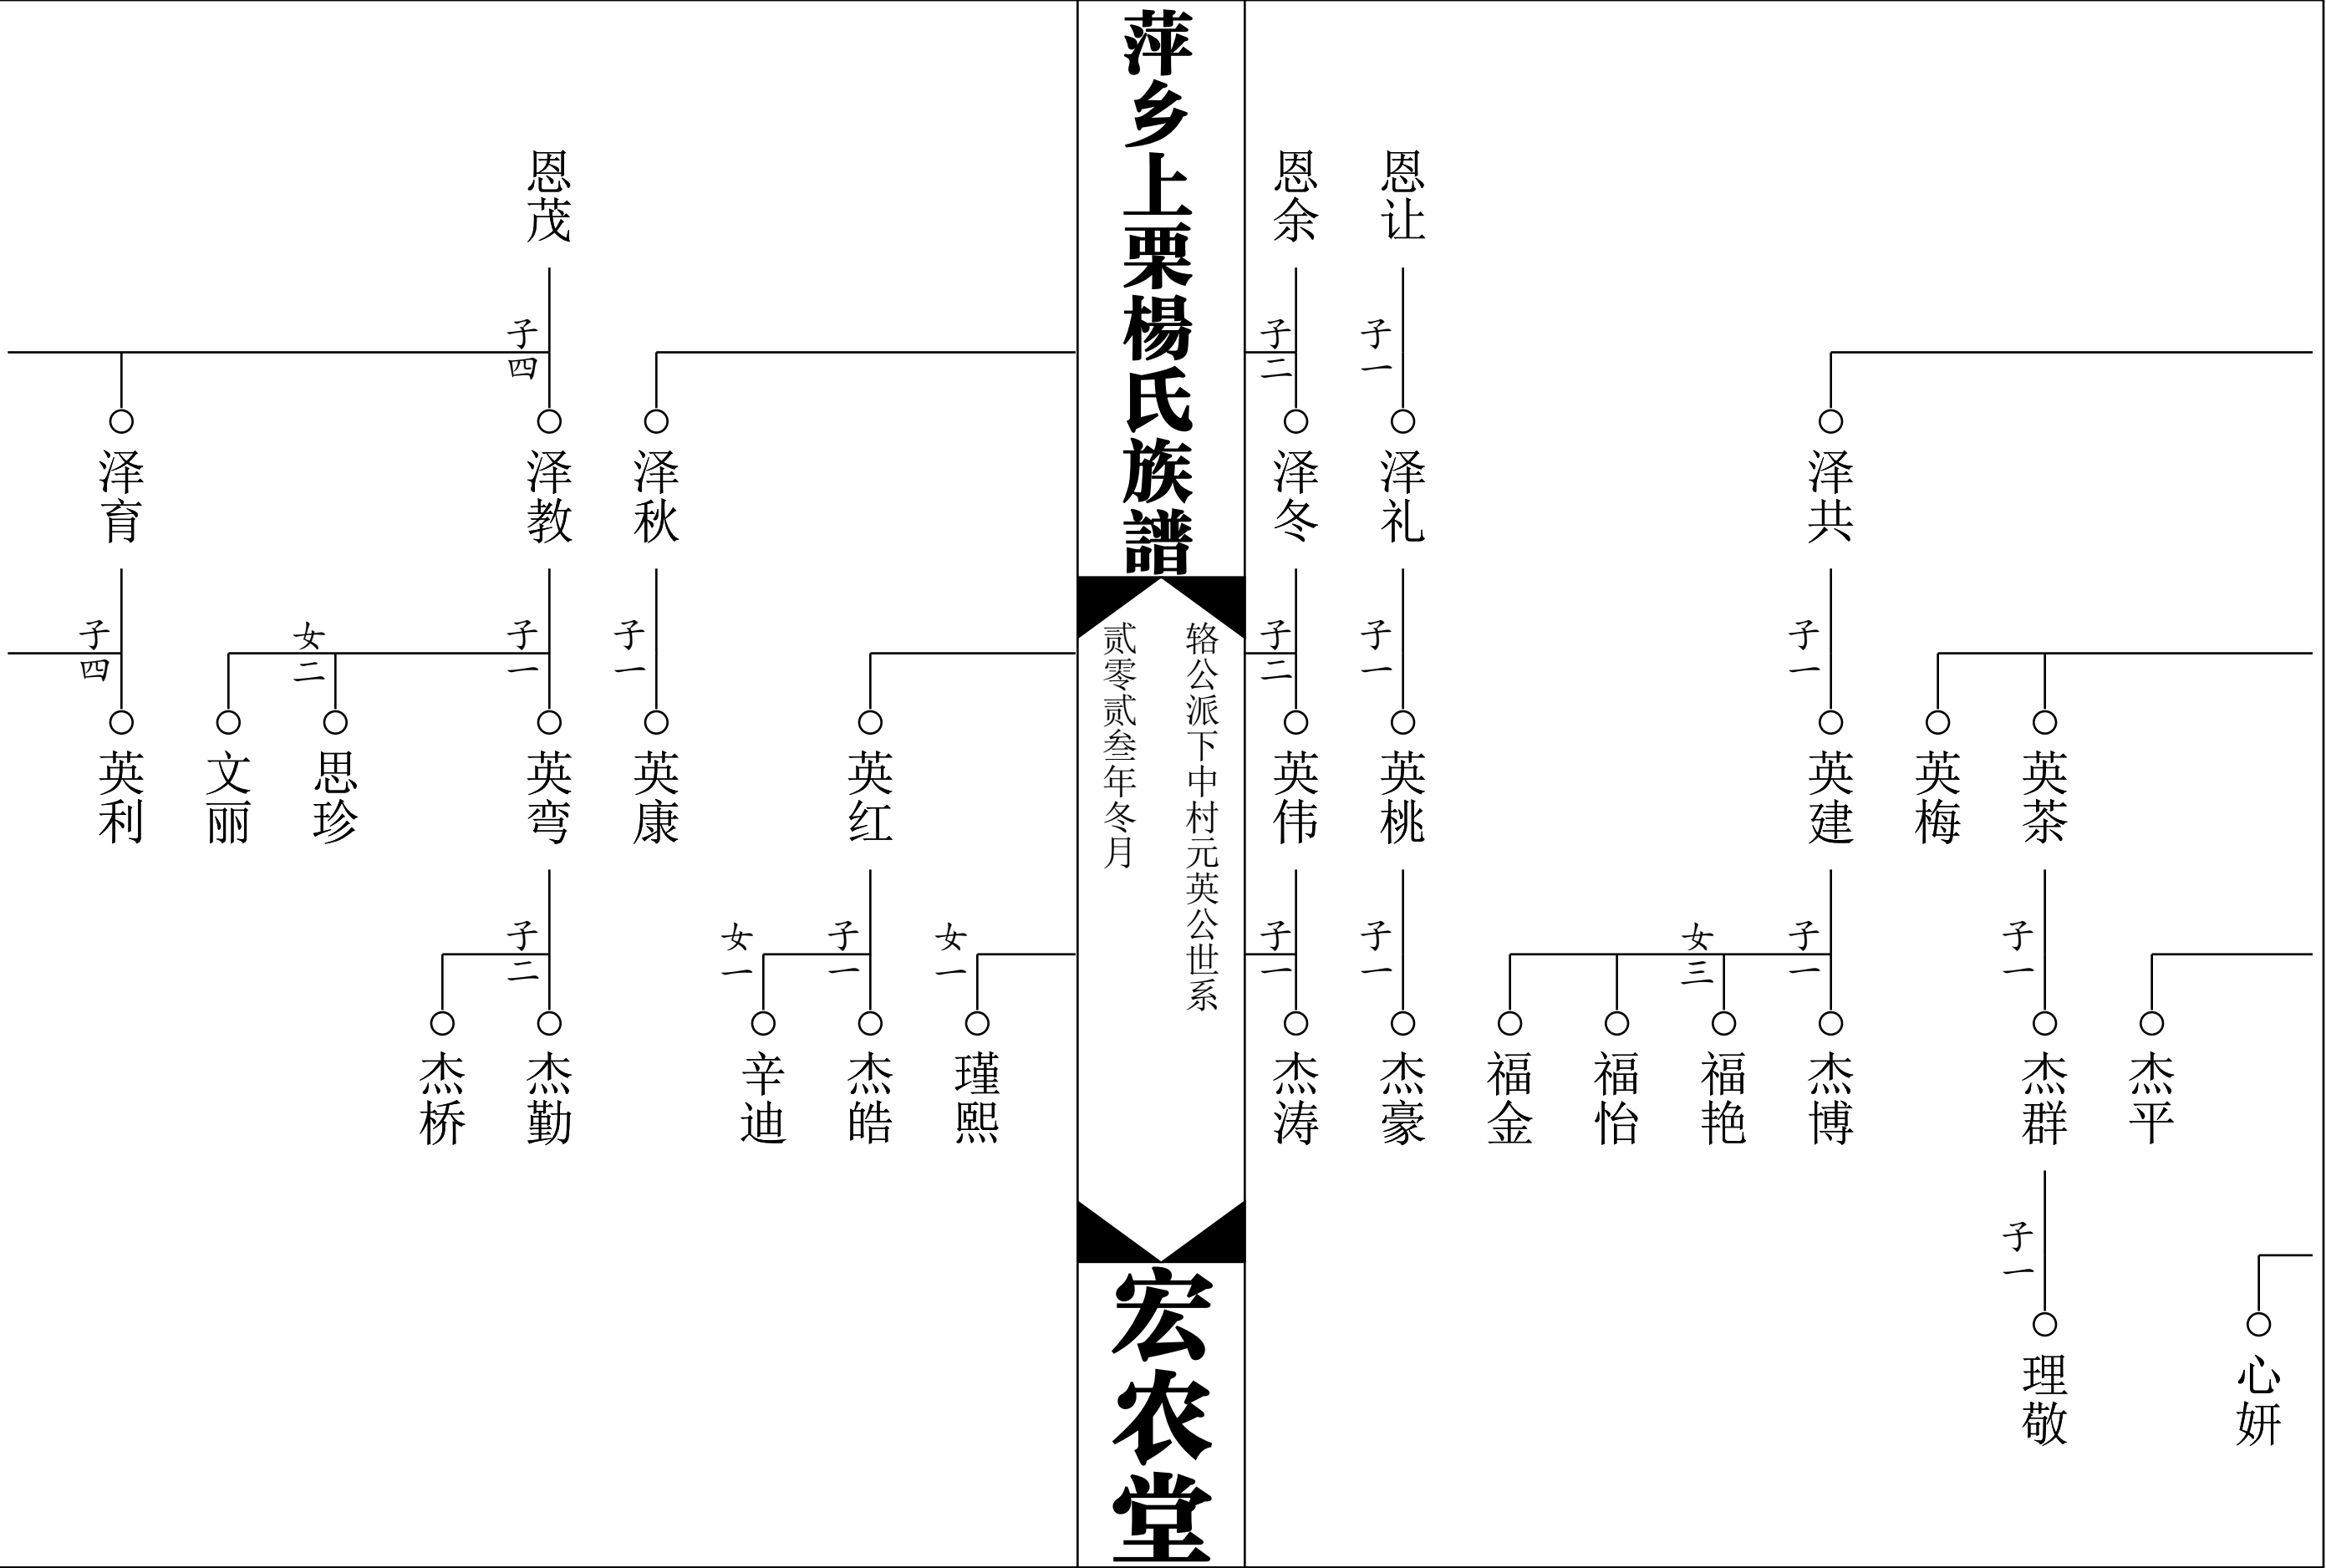 恩让
恩余
子一
子二
泽共
泽礼
泽冬
子一
子一
子二
英茶
英梅
英建
英桃
英伟
子一
子一
女三
子一
子一
杰平
杰群
杰博
福艳
福怡
福金
杰豪
杰涛
子一
心妍
理敬
萍乡上栗楊氏族譜
辂公派下中村元英公世系
贰零贰叁年冬月
宏农堂
恩茂
子四
泽秋
泽教
泽育
子一
子一
女二
子四
英红
英康
英弯
思珍
文丽
英利
女一
子一
女一
子二
瑾熙
杰皓
辛迪
杰勤
杰桥